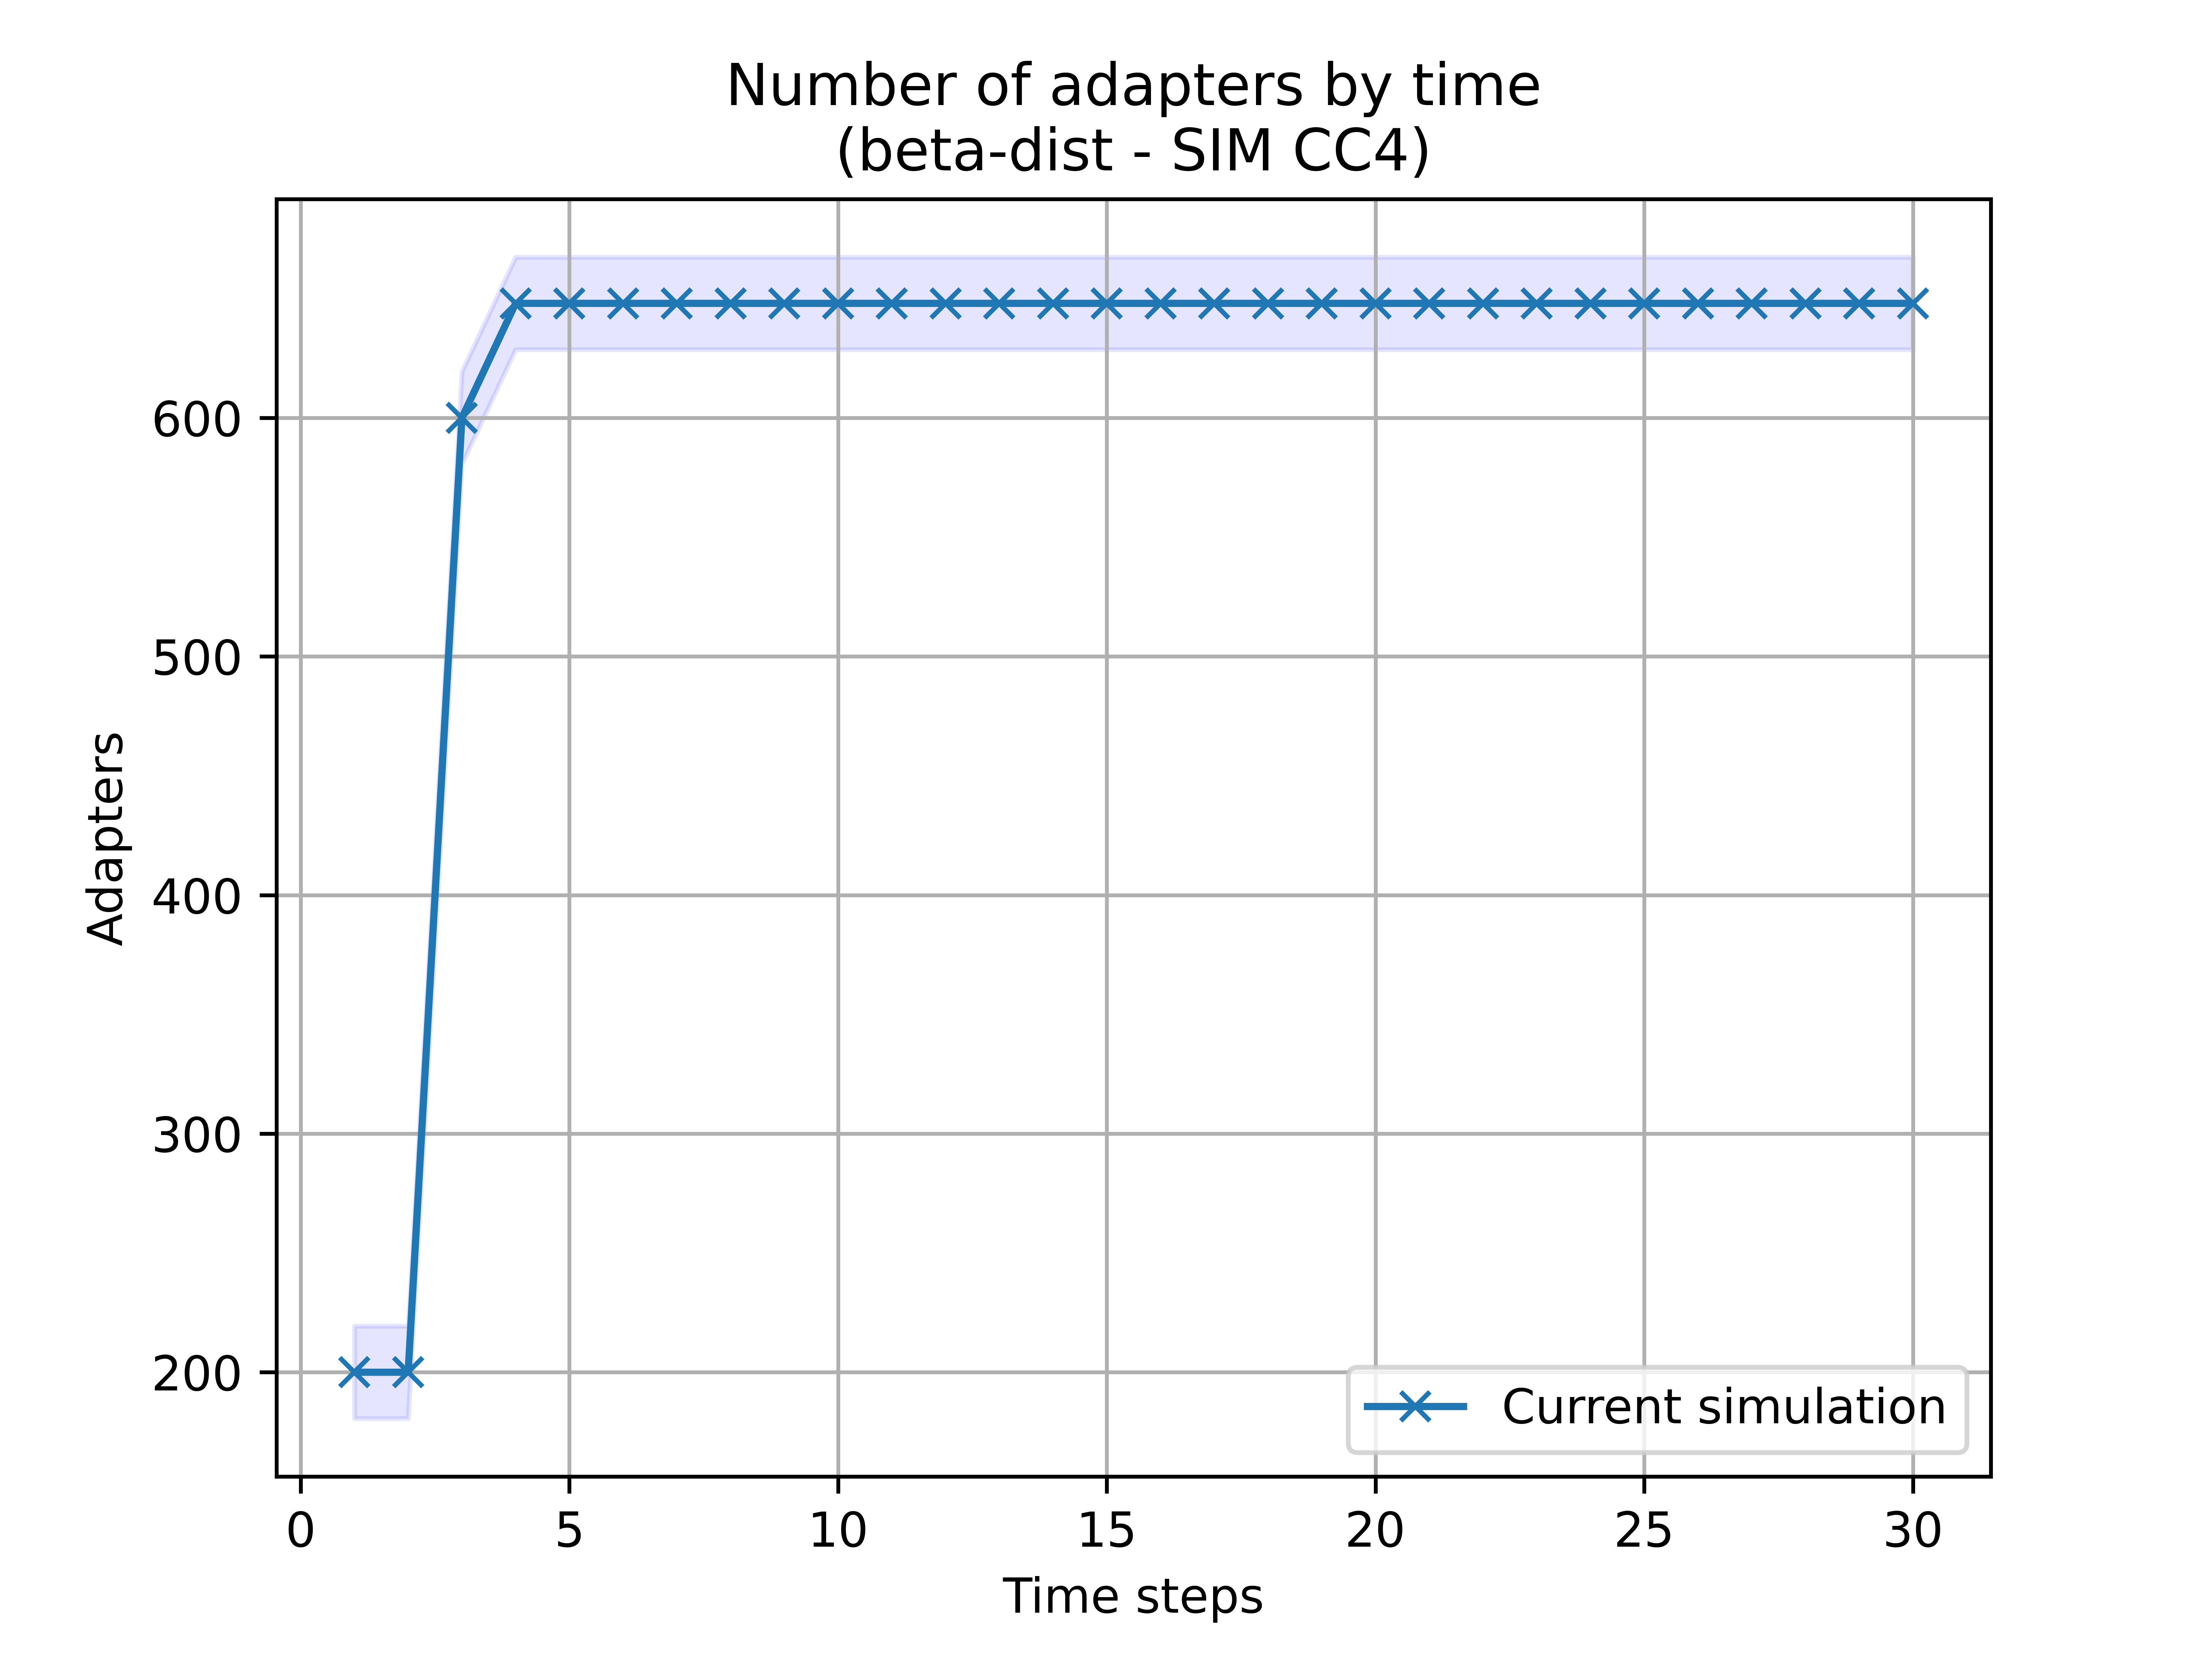 Number of adapters by time
(beta-dist - SIM CC4)
600
500
400
300
200
Adapters
Current simulation
0 5 10 15 20 25 30
Time steps